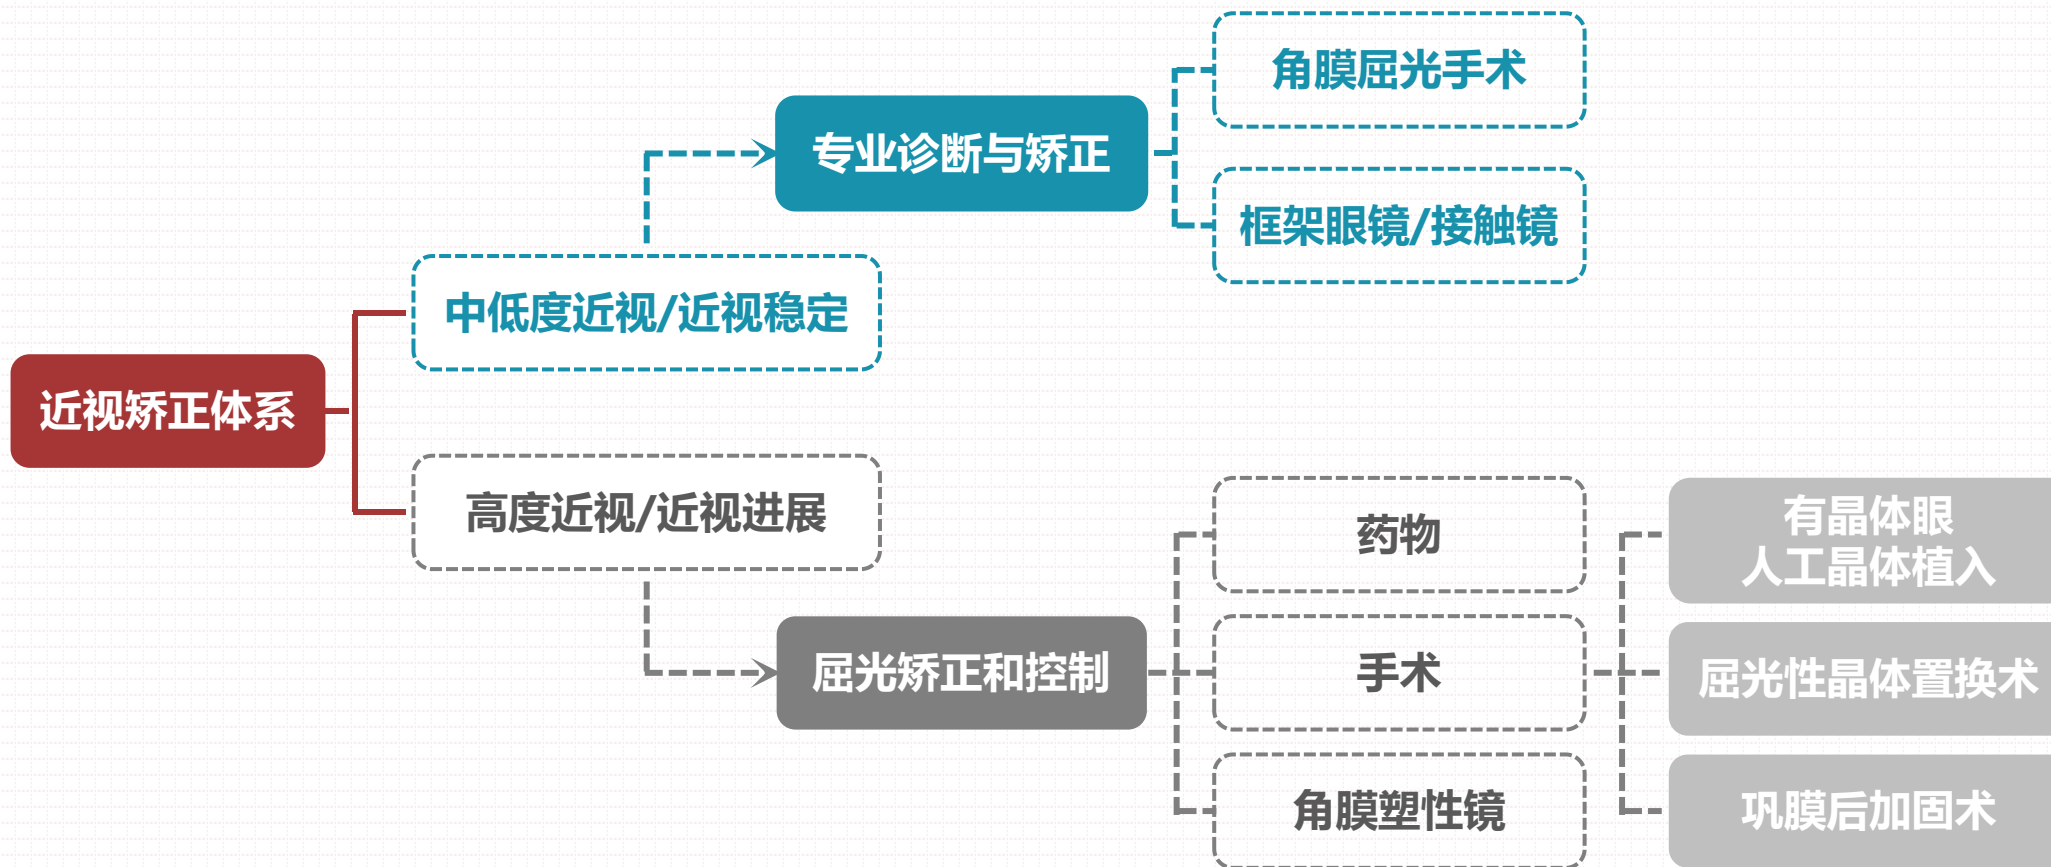 角膜屈光手术
专业诊断与矫正
框架眼镜/接触镜
中低度近视/近视稳定
近视矫正体系
高度近视/近视进展
药物
有晶体眼
人工晶体植入
屈光矫正和控制
手术
屈光性晶体置换术
角膜塑性镜
巩膜后加固术